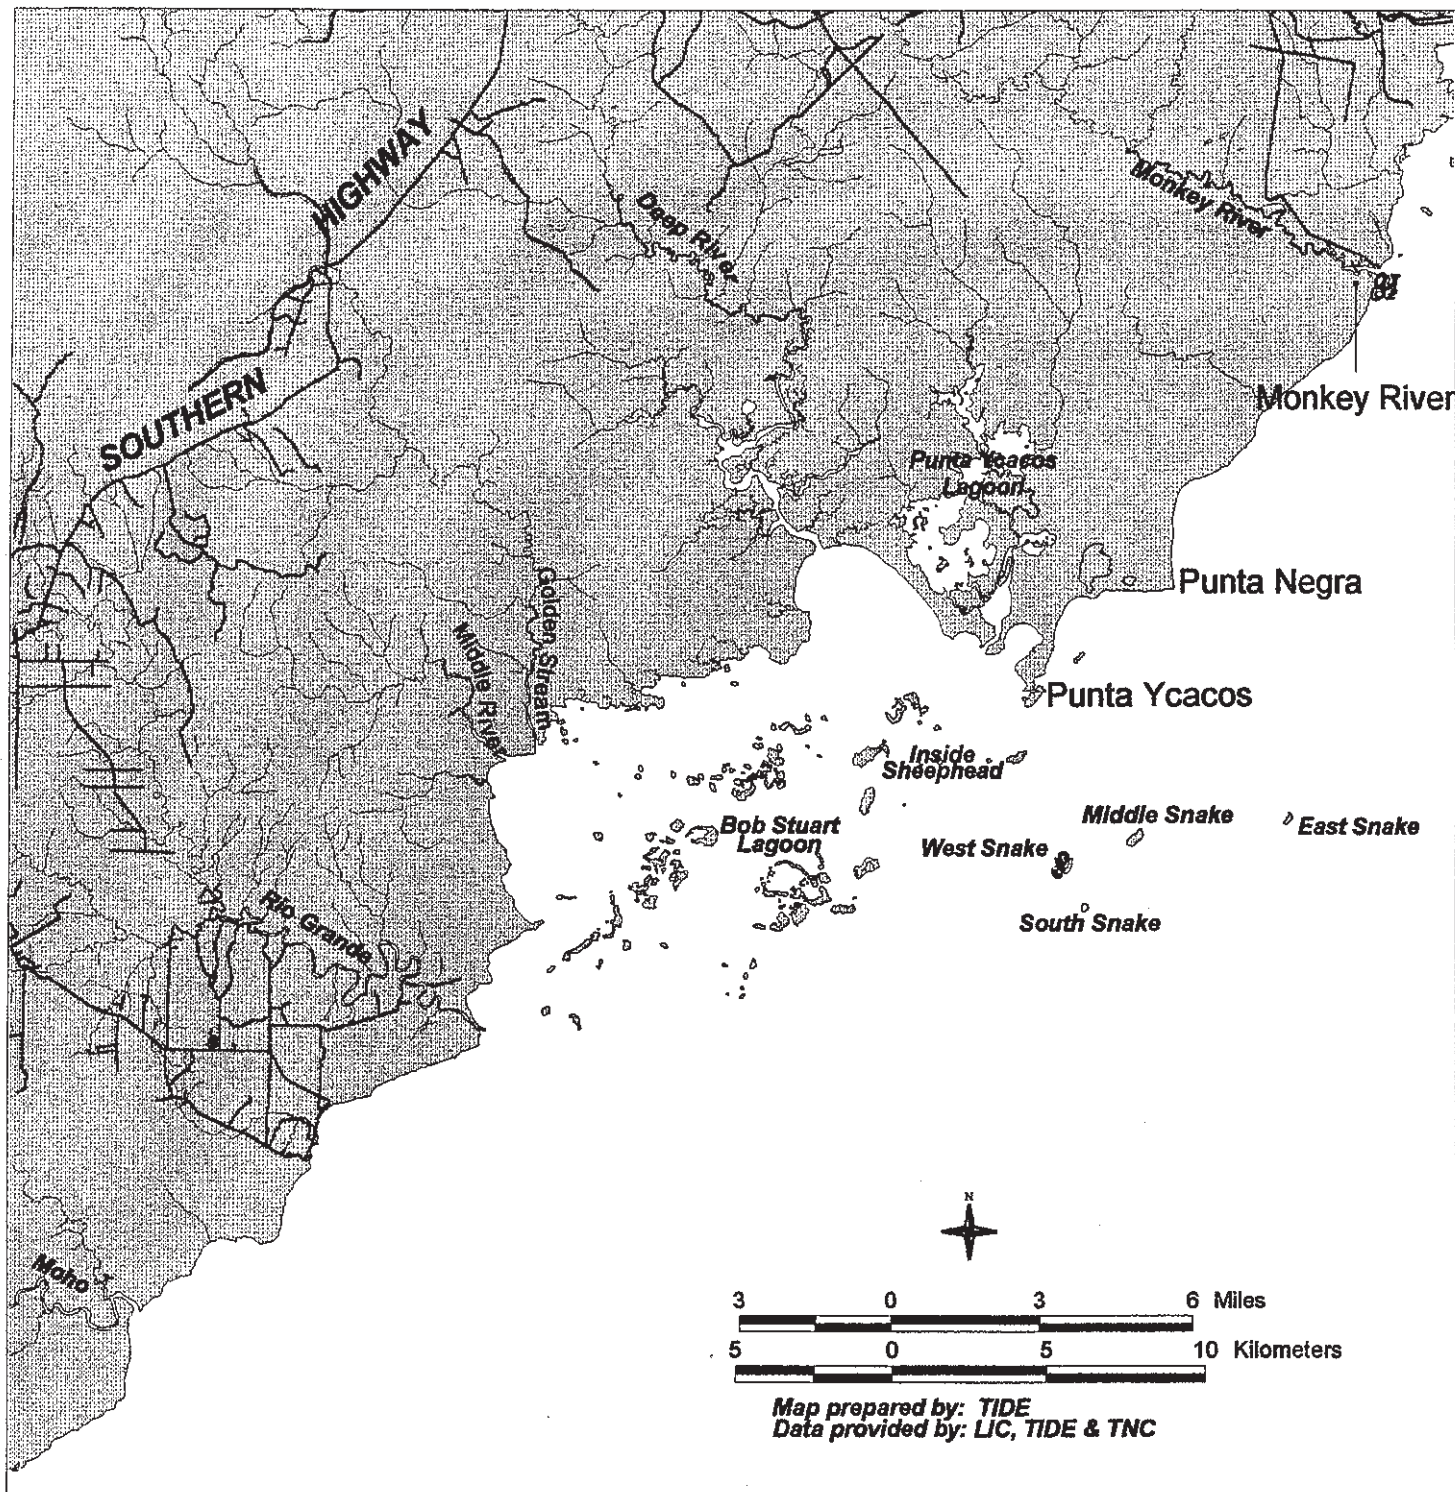 HIGHWAY
SOUTHERN
Deep River
Monkey River
Monkey River
Punta Ycacos
Lagoon
Punta Negra
Golden Stream
Middle River
Punta Ycacos
Inside
Sheephead
Bob Stuart
Lagoon
Middle Snake
East Snake
West Snake
South Snake
Rio Grande
Moho
N
3 0 3 6 Miles
5 0 5 10 Kilometers
Map prepared by: TIDE
Data provided by: LIC, TIDE & TNC